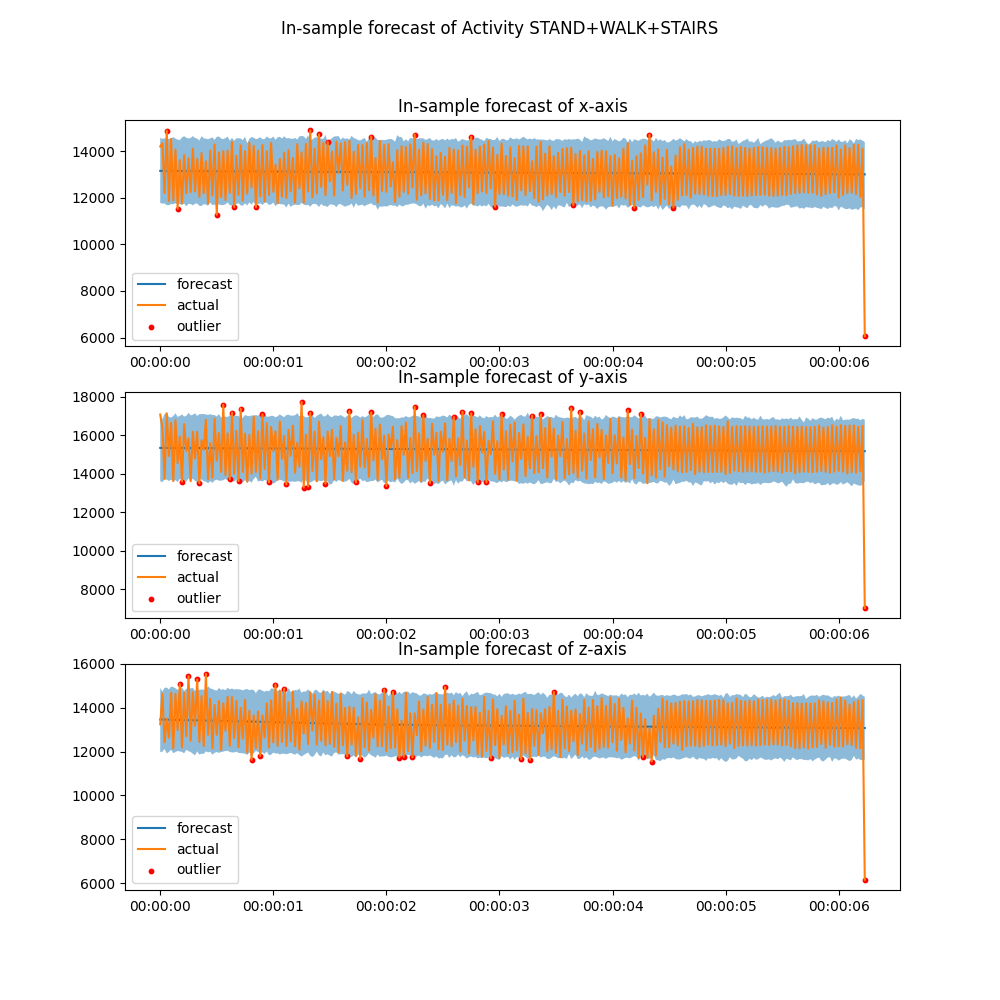 In-sample forecast of Activity STAND+WALK+STAIRS
In-sample forecast of x-axis
14000
12000
10000
8000
6000
forecast
actual
outlier
00:00:00 00:00:01 00:00:02 00:00:03 00:00:04 00:00:05 00:00:06
In-sample forecast of y-axis
18000
16000
14000
12000
10000
8000
forecast
actual
outlier
00:00:00 00:00:01 00:00:02 00:00:03 00:00:04 00:00:05 00:00:06
In-sample forecast of z-axis
16000
14000
12000
10000
8000
6000
forecast
actual
outlier
00:00:00 00:00:01 00:00:02 00:00:03 00:00:04 00:00:05 00:00:06